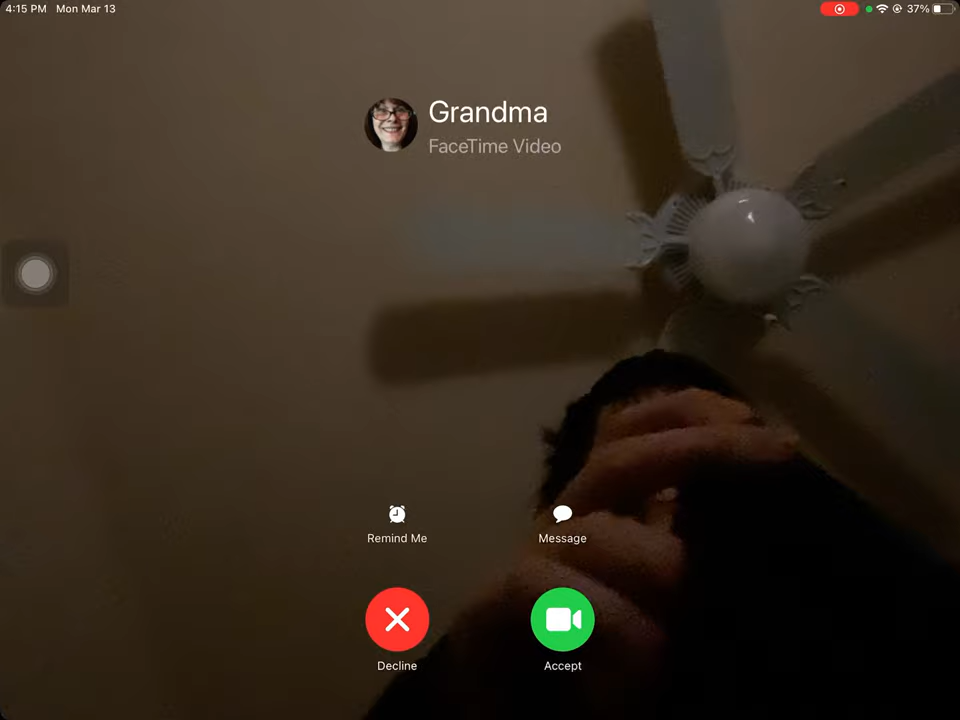 4:15 PM Mon Mar 13
37%
Grandma
FaceTime Video
Remind Me
Message
Decline
Accept